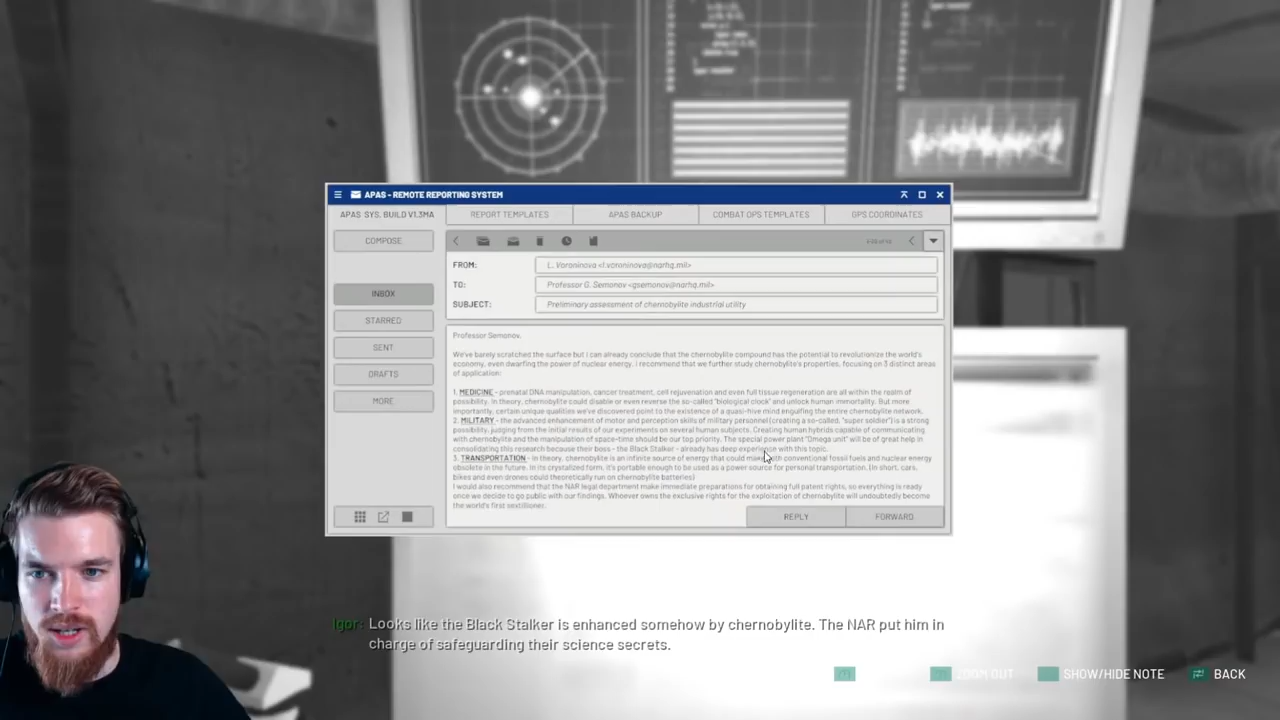 APAS - REMOTE REPORTING SYSTEM
APAS SYS. BUILD V1.3MA
REPORT TEMPLATES
APAS BACKUP
COMBAT OPS TEMPLATES
GPS COORDINATES
COMPOSE
INBOX
STARRED
SENT
DRAFTS
MORE
FROM:
L. Voroninova <l.voroninova@narhq.mil>
TO:
Professor G. Semonov <gsemonov@narhq.mil>
SUBJECT:
Preliminary assessment of chernobylite industrial utility
Professor Semonov,
We've barely scratched the surface but I can already conclude that the chernobylite compound has the potential to revolutionize the world's
economy, even dwarfing the power of nuclear energy. I recommend that we further study chernobylite's properties, focusing on 3 distinct areas
of application:
1. MEDICINE - prenatal DNA manipulation, cancer treatment, cell rejuvenation and even full tissue regeneration are all within the realm of
possibility. In theory, chernobylite could disable or even reverse the so-called "biological clock" and unlock human immortality. But more
importantly, certain unique qualities we've discovered point to the existence of a quasi-hive mind engulfing the entire chernobylite network.
2. MILITARY - the advanced enhancement of motor and perception skills of military personnel (creating a so-called, "super soldier") is a strong
possibility, judging from the initial results of our experiments on several human subjects. Creating human hybrids capable of communicating
with chernobylite and the manipulation of space-time should be our top priority. The special power plant "Omega unit" will be of great help in
consolidating this research because their boss - the Black Stalker - already has deep experience with this topic.
3. TRANSPORTATION - In theory, chernobylite is an infinite source of energy that could make both conventional fossil fuels and nuclear energy
obsolete in the future. In its crystalized form, it's portable enough to be used as a power source for personal transportation. (In short, cars,
bikes and even drones could theoretically run on chernobylite batteries)
I would also recommend that the NAR legal department make immediate preparations for obtaining full patent rights, so everything is ready
once we decide to go public with our findings. Whoever owns the exclusive rights for the exploitation of chernobylite will undoubtedly become
the world's first sextillioner.
REPLY
FORWARD
Igor: Looks like the Black Stalker is enhanced somehow by chernobylite. The NAR put him in
charge of safeguarding their science secrets.
ZOOM OUT
SHOW/HIDE NOTE
BACK